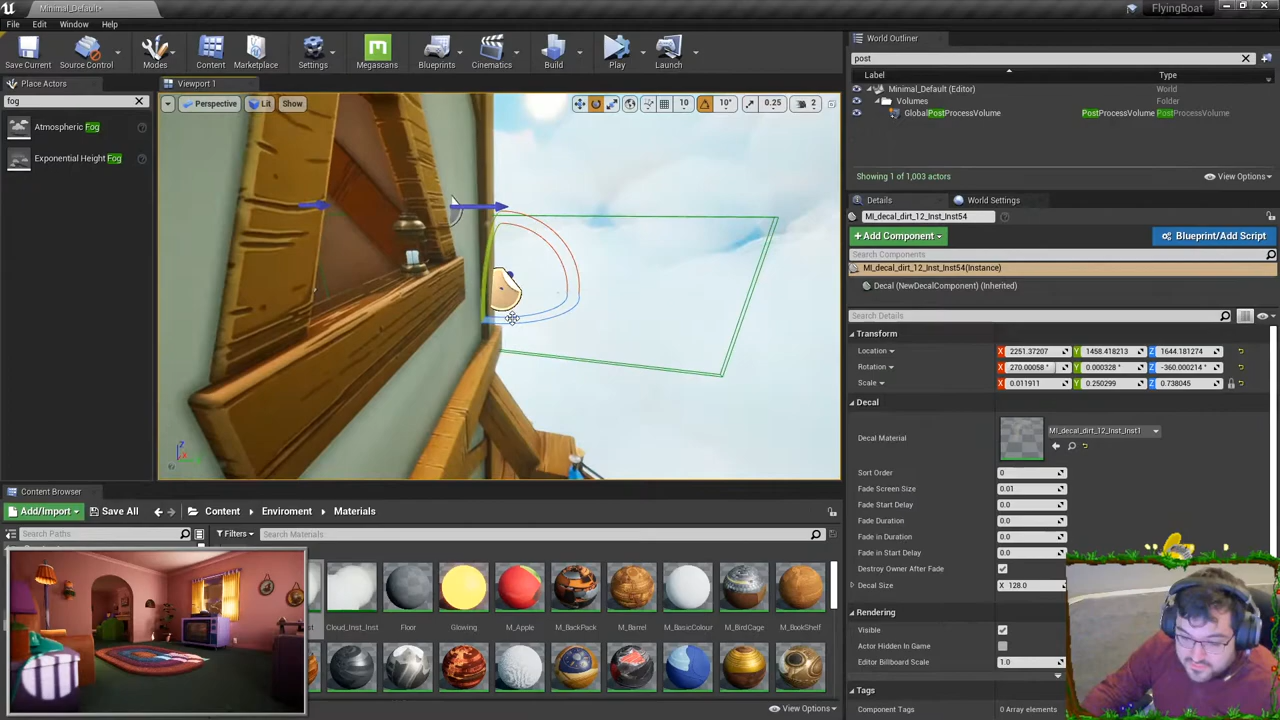 Minimal_Default*
FlyingBoat
File Edit Window Help
Save Current Source Control Modes Content Marketplace Settings Megascans Blueprints Cinematics Build Play Launch
Place Actors
fog
Atmospheric Fog
Exponential Height Fog
Viewport 1
Perspective Lit Show 10 10° 0.25 2
World Outliner
post
Label Type
Minimal_Default (Editor) World
Volumes Folder
GlobalPostProcessVolume PostProcessVolume PostProcessVolume
Showing 1 of 1,003 actors View Options
Details World Settings
MI_decal_dirt_12_Inst_Inst54
+ Add Component Blueprint/Add Script
Search Components
MI_decal_dirt_12_Inst_Inst54(Instance)
Decal (NewDecalComponent) (Inherited)
Search Details
Transform
Location X 2251.37207 Y 1458.418213 Z 1644.181274
Rotation X 270.00058 ° Y 0.000328 ° Z -360.000214 °
Scale X 0.011911 Y 0.250299 Z 0.738045
Decal
Decal Material MI_decal_dirt_12_Inst_Inst1
Sort Order 0
Fade Screen Size 0.01
Fade Start Delay 0.0
Fade Duration 0.0
Fade in Duration 0.0
Fade in Start Delay 0.0
Destroy Owner After Fade
Decal Size X 128.0
Rendering
Visible
Actor Hidden In Game
Editor Billboard Scale 1.0
Tags
Component Tags 0 Array elements
Content Browser
Add/Import Save All Content Enviroment Materials
Search Paths Filters Search Materials
Cloud_Inst_Inst Floor Glowing M_Apple M_BackPack M_Barrel M_BasicColour M_BirdCage M_BookShelf
View Options